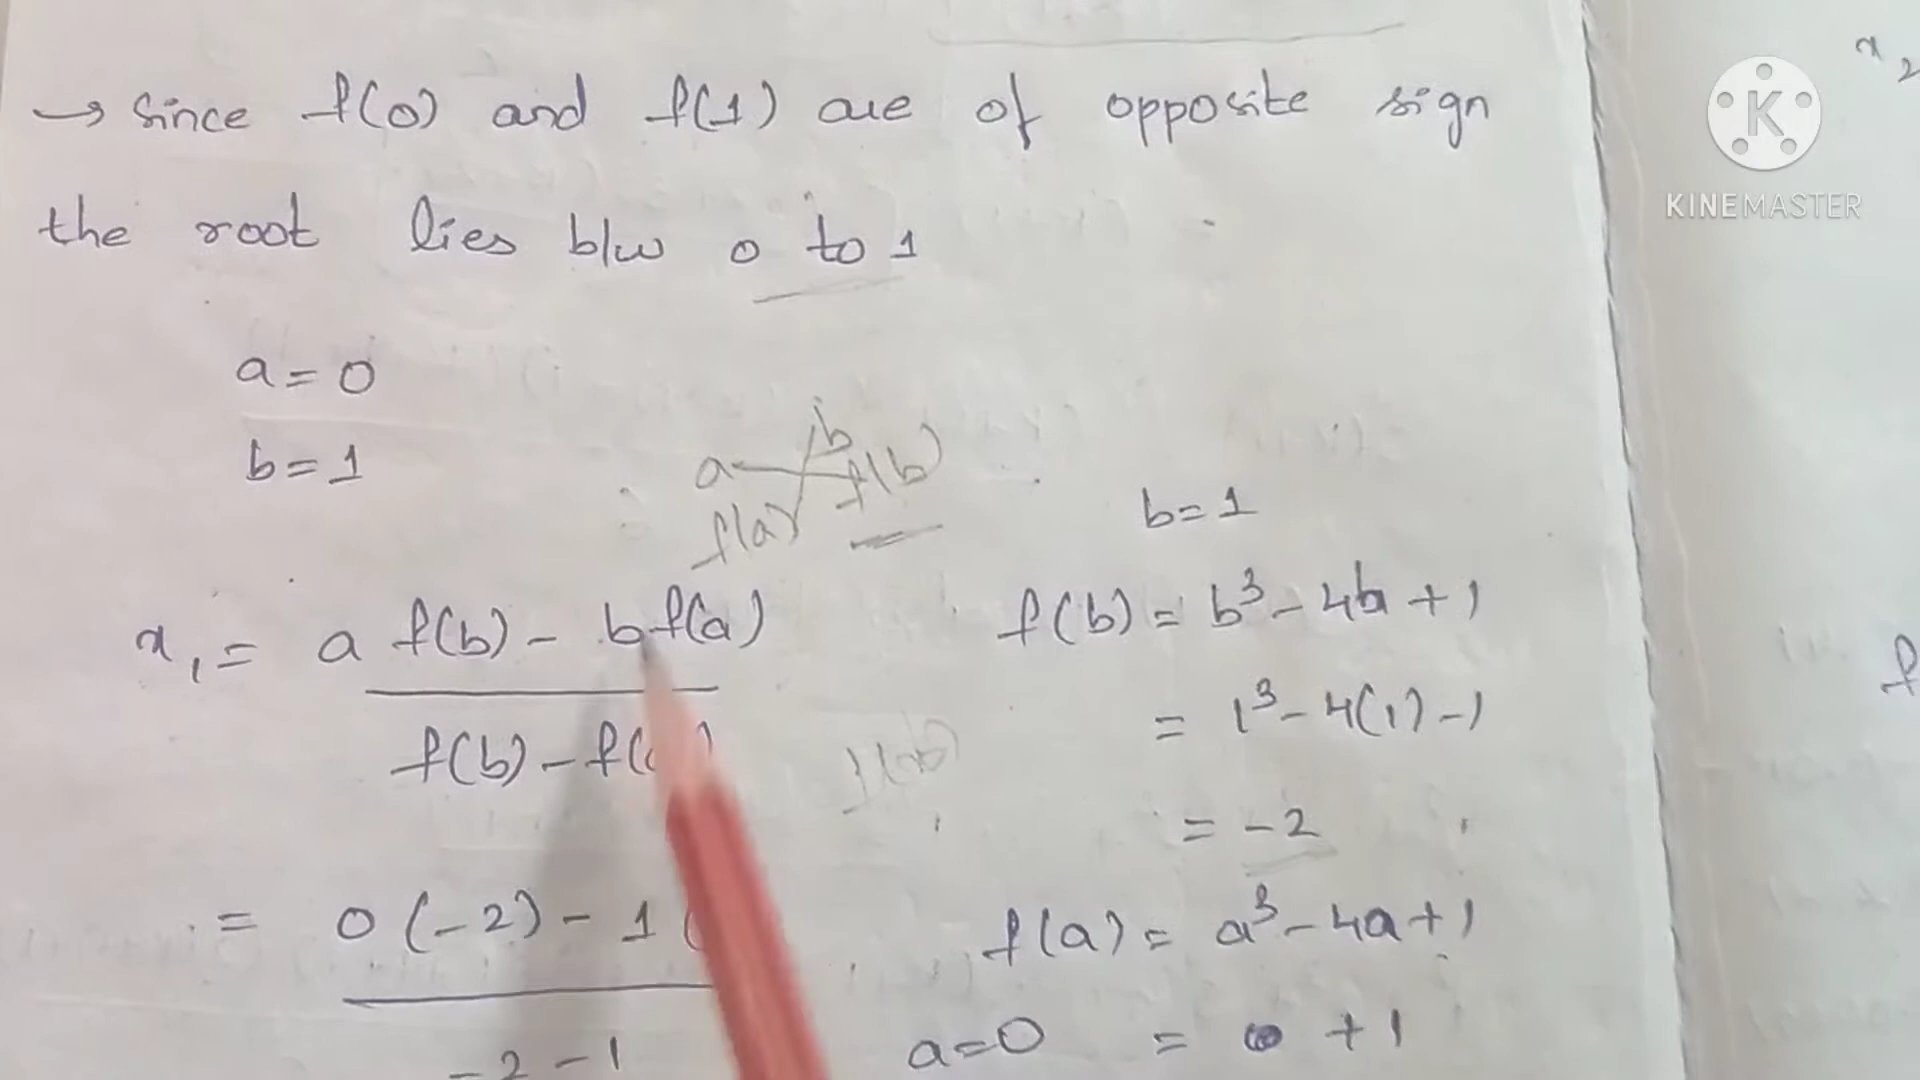 → Since f(0) and f(1) are of opposite sign
the root lies b/w 0 to 1
a = 0
b = 1
a b
f(a) f(b)
x₁ = a f(b) - b f(a)
f(b) - f(
= 0 (-2) - 1 (
-2 - 1
b = 1
f(b) = b³ - 4b + 1
= 1³ - 4(1) - 1
= -2
f(a) = a³ - 4a + 1
a = 0 = 0 + 1
x₂
f
KINEMASTER